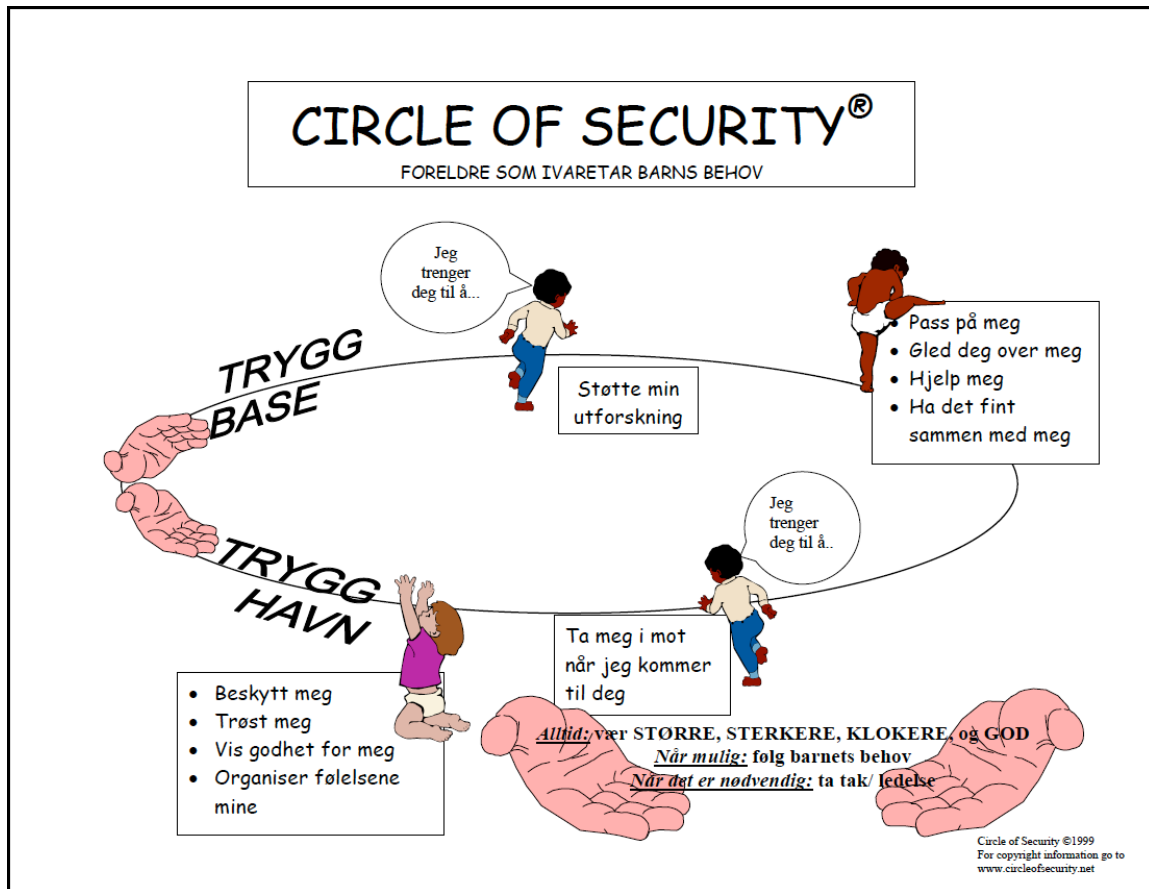 CIRCLE OF SECURITY®
FORELDRE SOM IVARETAR BARNS BEHOV
Jeg
trenger
deg til å...
TRYGG
BASE
Støtte min
utforskning
• Pass på meg
• Gled deg over meg
• Hjelp meg
• Ha det fint
sammen med meg
Jeg
trenger
deg til å..
TRYGG
HAVN
Ta meg i mot
når jeg kommer
til deg
• Beskytt meg
• Trøst meg
• Vis godhet for meg
• Organiser følelsene
mine
Alltid: vær STØRRE, STERKERE, KLOKERE, og GOD
Når mulig: følg barnets behov
Når det er nødvendig: ta tak/ ledelse
Circle of Security ©1999
For copyright information go to
www.circleofsecurity.net